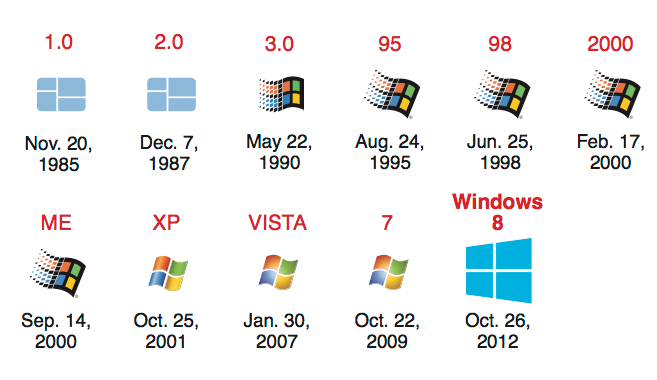 1.0 2.0 3.0 95 98 2000
Nov. 20, Dec. 7, May 22, Aug. 24, Jun. 25, Feb. 17,
1985 1987 1990 1995 1998 2000
Windows
ME XP VISTA 7 8
Sep. 14, Oct. 25, Jan. 30, Oct. 22, Oct. 26,
2000 2001 2007 2009 2012